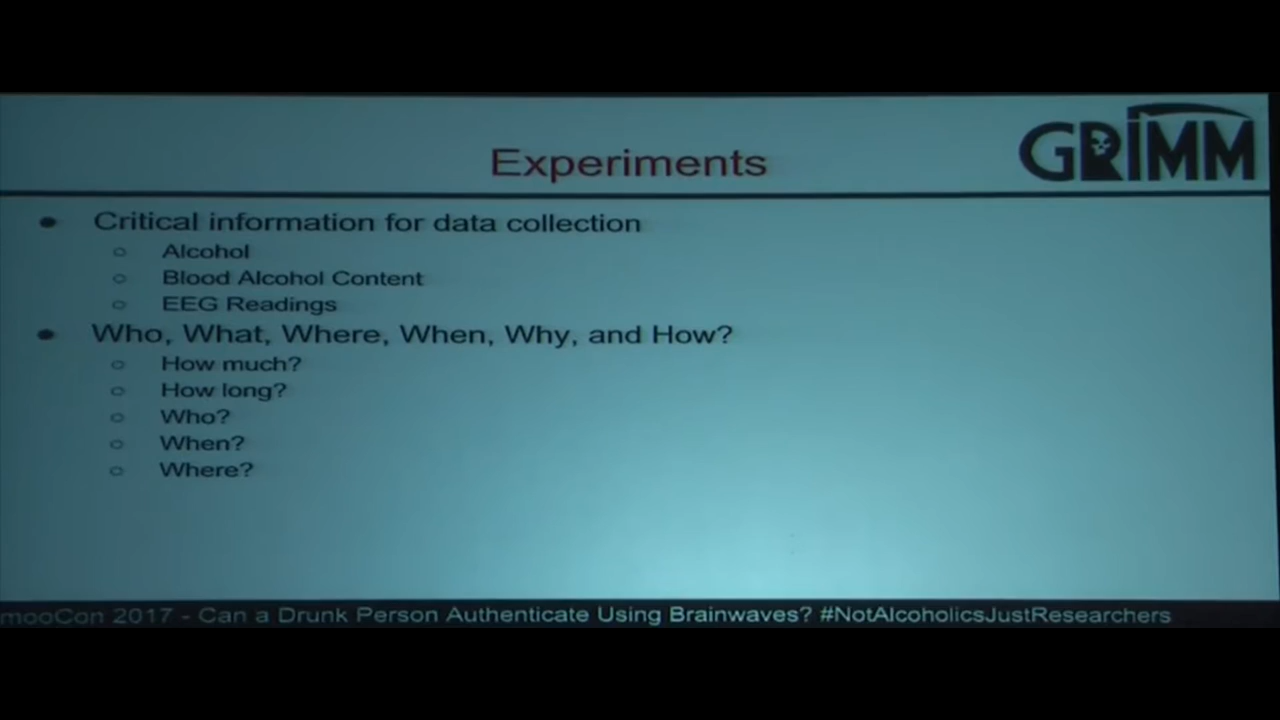 Experiments
GRIMM
Critical information for data collection
Alcohol
Blood Alcohol Content
EEG Readings
Who, What, Where, When, Why, and How?
How much?
How long?
Who?
When?
Where?
mooCon 2017 - Can a Drunk Person Authenticate Using Brainwaves? #NotAlcoholicsJustResearchers